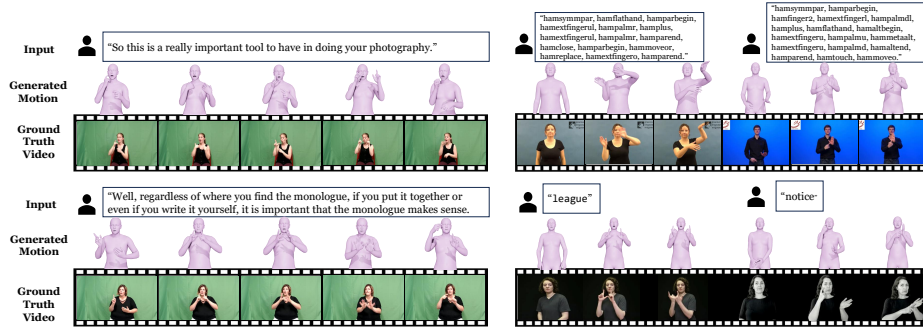 Input
"So this is a really important tool to have in doing your photography."
Generated
Motion
Ground
Truth
Video
Input
"Well, regardless of where you find the monologue, if you put it together or
even if you write it yourself, it is important that the monologue makes sense.
Generated
Motion
Ground
Truth
Video
"hamsymmpar, hamflathand, hamparbegin,
hamextfingerul, hampalmr, hamplus,
hamextfingerul, hampalmr, hamparend,
hamclose, hamparbegin, hammoveor,
hamreplace, hamextfingero, hamparend."
"hamsymmpar, hamparbegin,
hamfinger2, hamextfingerl, hampalmdl,
hamplus, hamflathand, hamaltbegin,
hamextfingeru, hampalmu, hammetaalt,
hamextfingeru, hampalmd, hamaltend,
hamparend, hamtouch, hammoveo."
"league"
"notice"